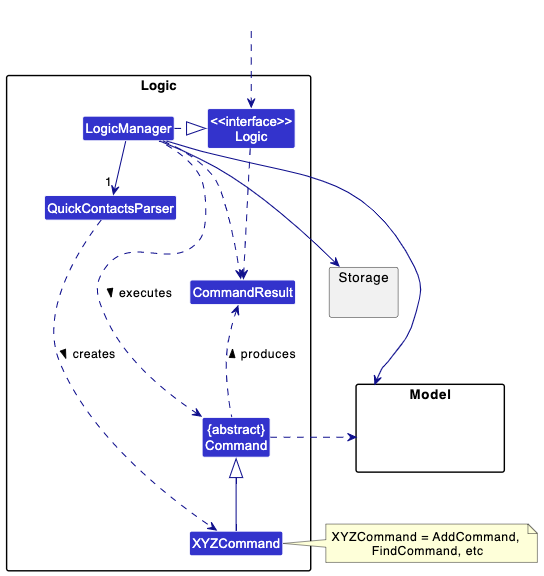 Logic
<<interface>>
Logic
LogicManager
1
QuickContactsParser
Storage
CommandResult
executes
creates
produces
Model
{abstract}
Command
XYZCommand
XYZCommand = AddCommand,
FindCommand, etc